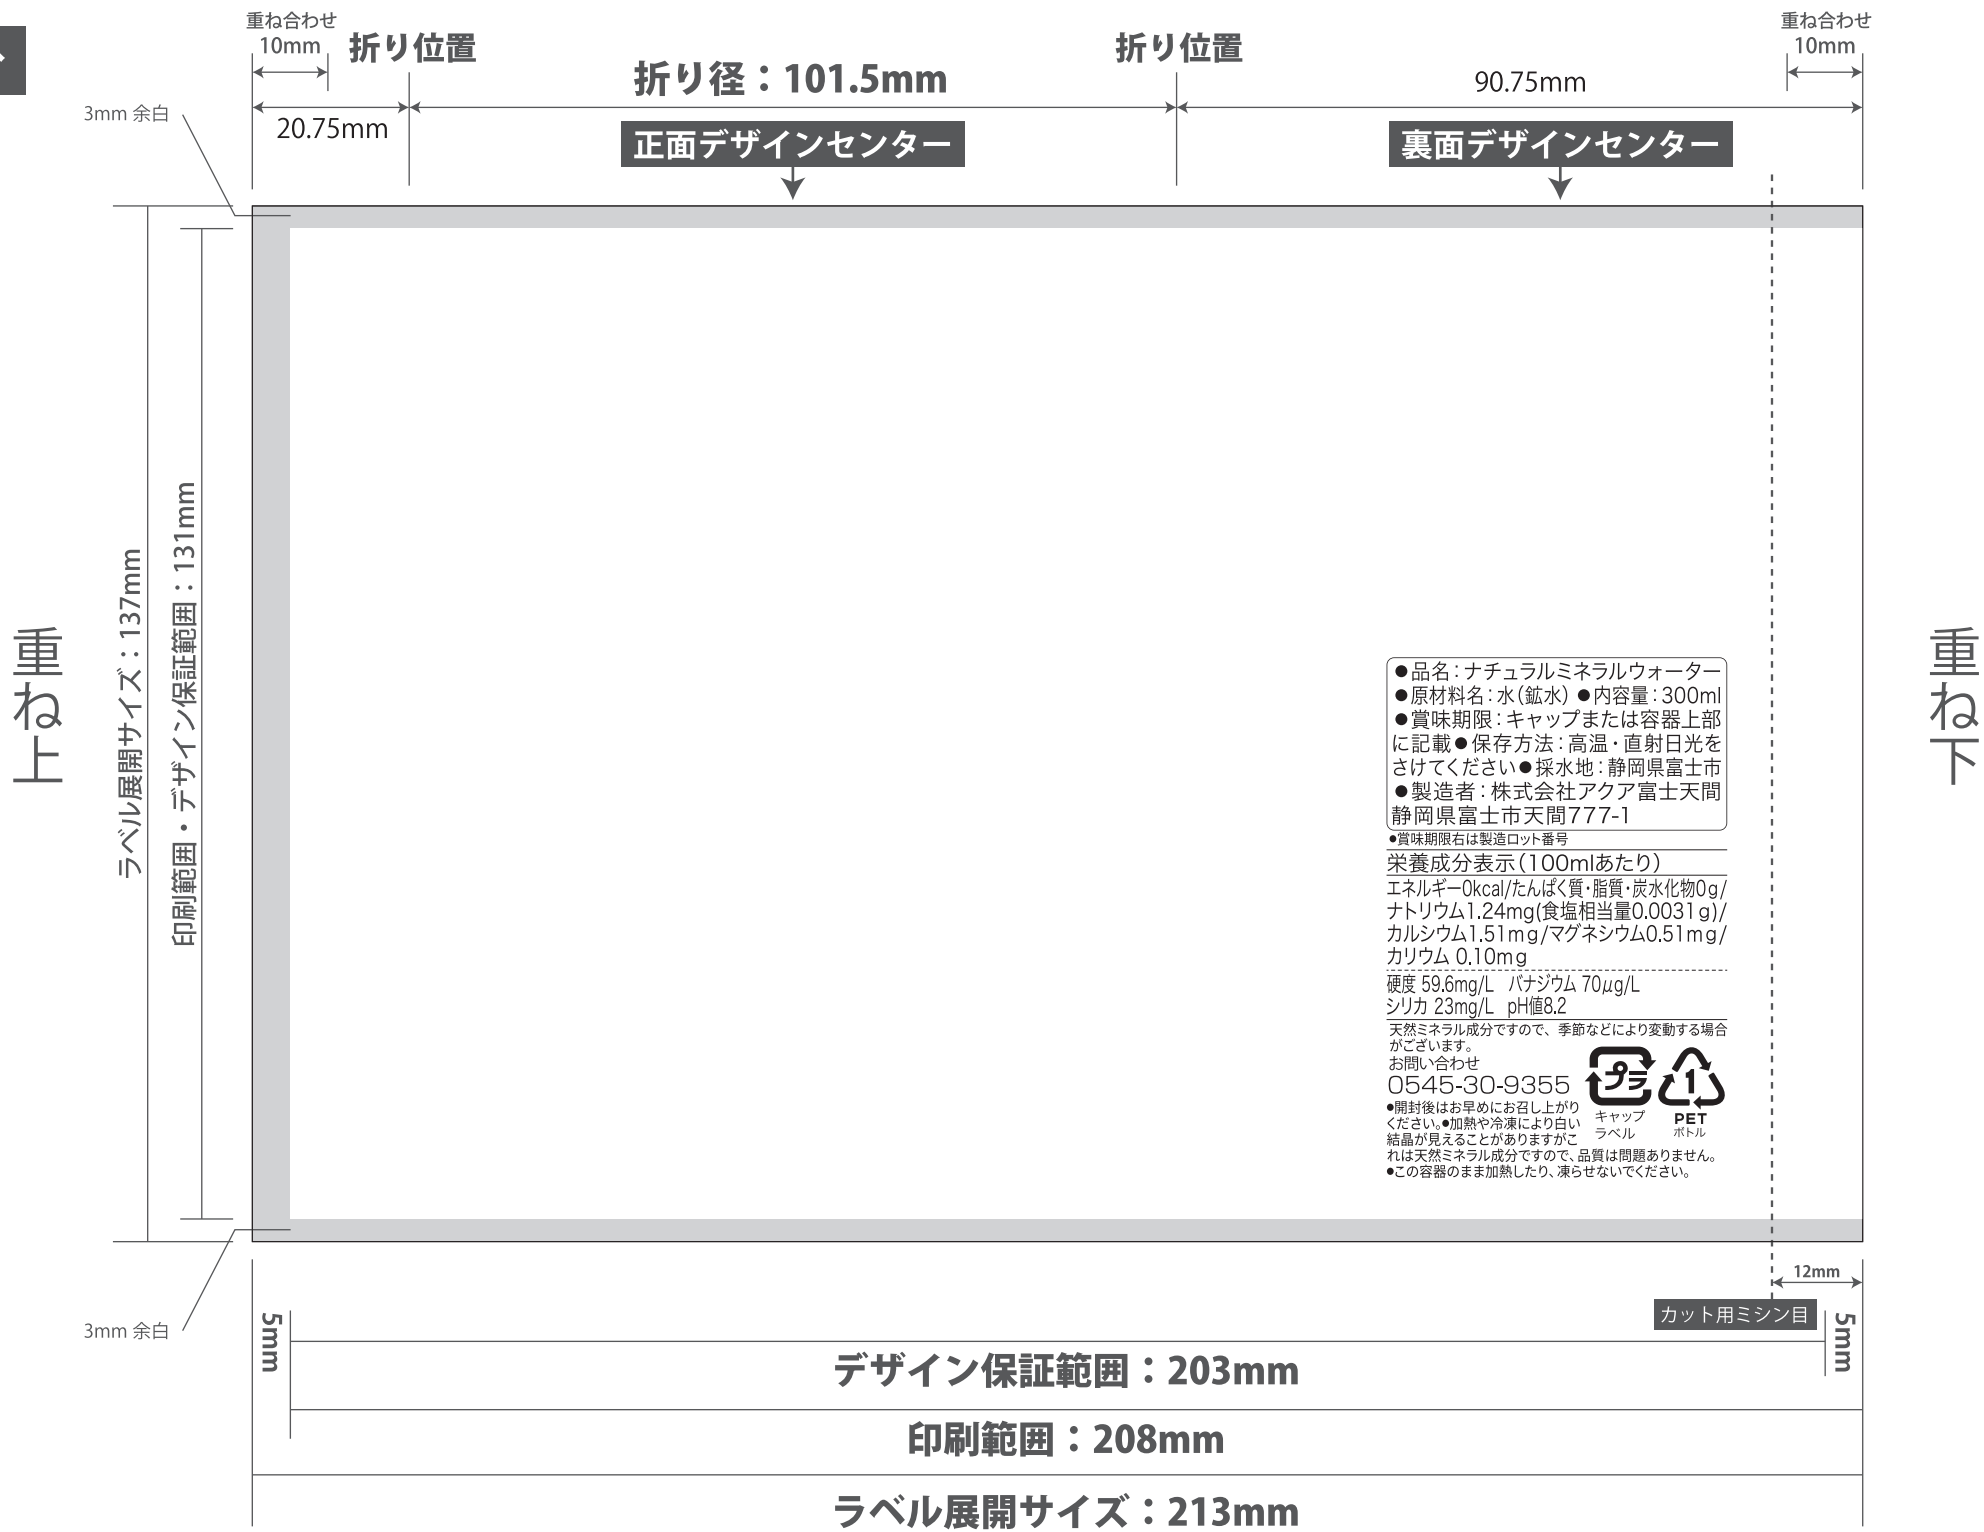 重ね合わせ
10mm
折り位置
折り径：101.5mm
折り位置
90.75mm
重ね合わせ
10mm
3mm 余白
20.75mm
正面デザインセンター
裏面デザインセンター
重ね上
ラベル展開サイズ：137mm
印刷範囲・デザイン保証範囲：131mm
重ね下
●品名：ナチュラルミネラルウォーター
●原材料名：水（鉱水）●内容量：300ml
●賞味期限：キャップまたは容器上部
に記載●保存方法：高温・直射日光を
さけてください●採水地：静岡県富士市
●製造者：株式会社アクア富士天間
静岡県富士市天間777-1
●賞味期限右は製造ロット番号
栄養成分表示（100mlあたり）
エネルギー0kcal/たんぱく質・脂質・炭水化物0g/
ナトリウム1.24mg(食塩相当量0.0031g)/
カルシウム1.51mg/マグネシウム0.51mg/
カリウム 0.10mg
硬度 59.6mg/L バナジウム 70μg/L
シリカ 23mg/L pH値8.2
天然ミネラル成分ですので、季節などにより変動する場合
がございます。
お問い合わせ
0545-30-9355
●開封後はお早めにお召し上がり
ください。●加熱や冷凍により白い
結晶が見えることがありますがこ
れは天然ミネラル成分ですので、品質は問題ありません。
●この容器のまま加熱したり、凍らせないでください。
プラ
キャップ
ラベル
1
PET
ボトル
12mm
カット用ミシン目
3mm 余白
5mm
5mm
デザイン保証範囲：203mm
印刷範囲：208mm
ラベル展開サイズ：213mm